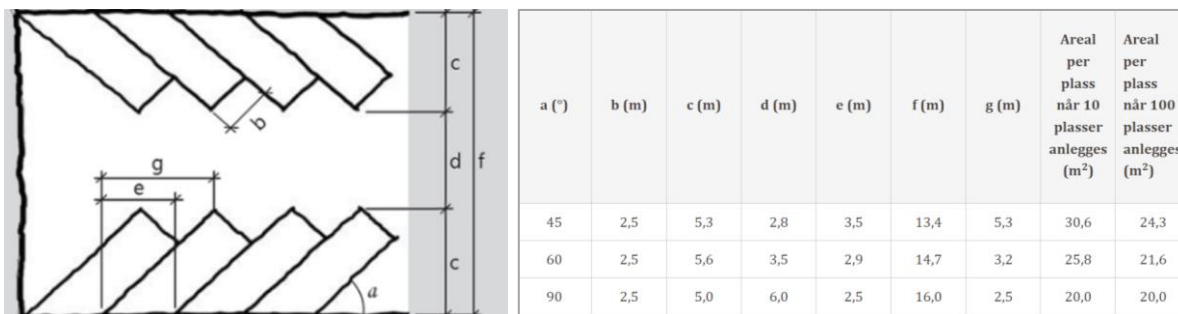 c
b
g
d f
e
c
a
Areal Areal
per per
plass plass
a (°) b (m) c (m) d (m) e (m) f (m) g (m) når 10 når 100
plasser plasser
anlegges anlegges
(m²) (m²)
45 2,5 5,3 2,8 3,5 13,4 5,3 30,6 24,3
60 2,5 5,6 3,5 2,9 14,7 3,2 25,8 21,6
90 2,5 5,0 6,0 2,5 16,0 2,5 20,0 20,0